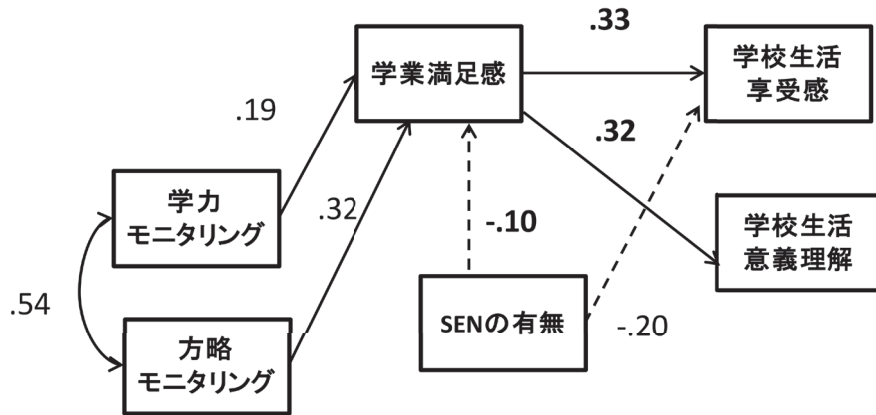 .33
学業満足感
学校生活
享受感
.19
.32
学力
モニタリング
.32
-.10
学校生活
意義理解
.54
SENの有無
-.20
方略
モニタリング